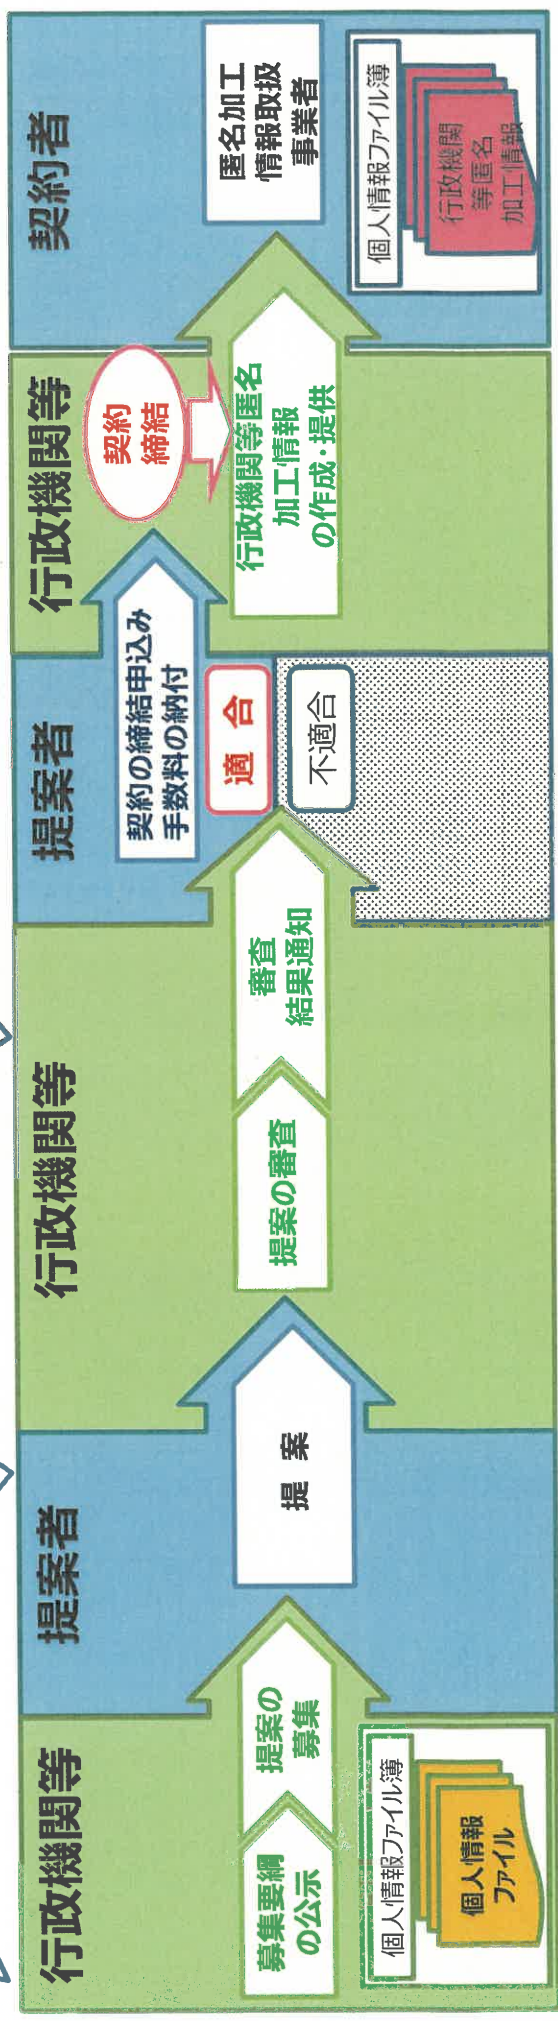 行政機関等
募集要綱
の公示
提案の
募集
個人情報ファイル簿
個人情報
ファイル
提案者
提 案
行政機関等
提案の審査
審査
結果通知
提案者
契約の締結申込み
手数料の納付
適 合
不適合
行政機関等
契約
締結
行政機関等匿名
加工情報
の作成・提供
契約者
匿名加工
情報取扱
事業者
個人情報ファイル簿
行政機関
等匿名
加工情報